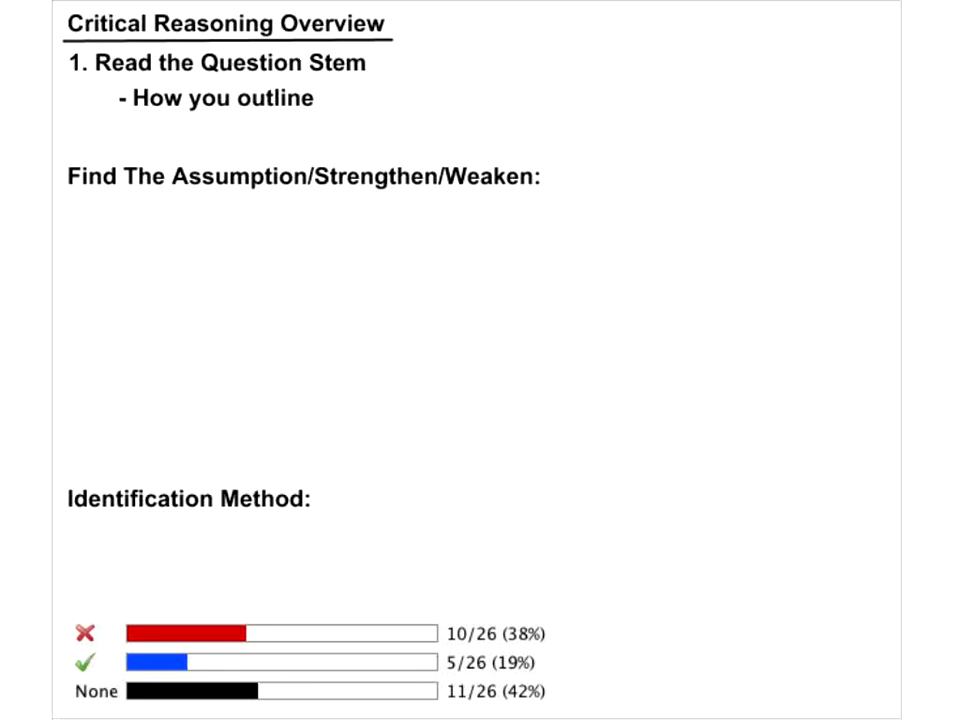 Critical Reasoning Overview
1. Read the Question Stem
- How you outline
Find The Assumption/Strengthen/Weaken:
Identification Method:
10/26 (38%)
5/26 (19%)
None 11/26 (42%)